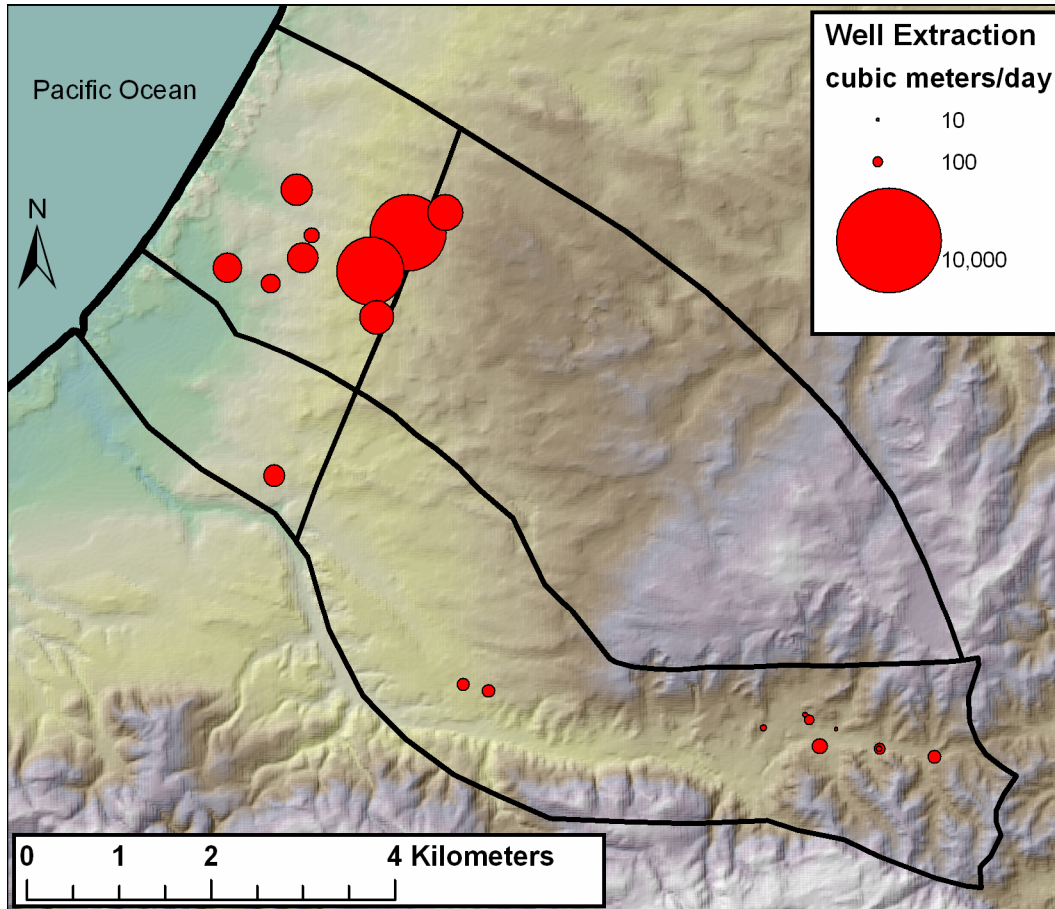 Pacific Ocean
N
Well Extraction
cubic meters/day
10
100
10,000
0 1 2 4 Kilometers